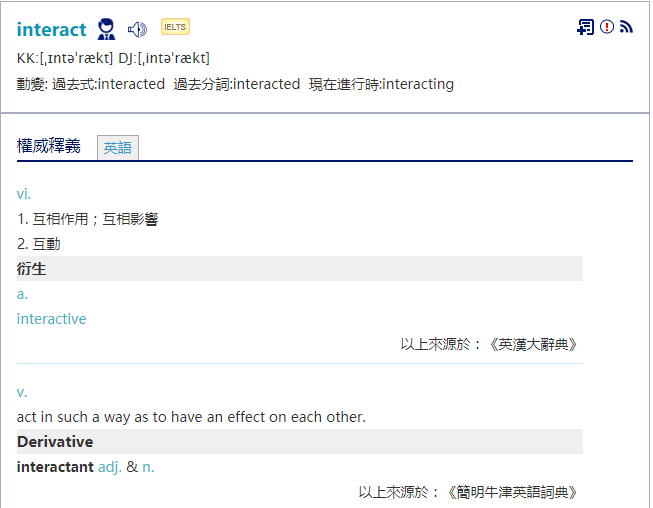 interact IELTS
KK:[ˌɪntəˈrækt] DJ:[ˌintəˈrækt]
動變: 過去式:interacted 過去分詞:interacted 現在進行時:interacting
權威釋義 英語
vi.
1. 互相作用；互相影響
2. 互動
衍生
a.
interactive
以上來源於：《英漢大辭典》
v.
act in such a way as to have an effect on each other.
Derivative
interactant adj. & n.
以上來源於：《簡明牛津英語詞典》